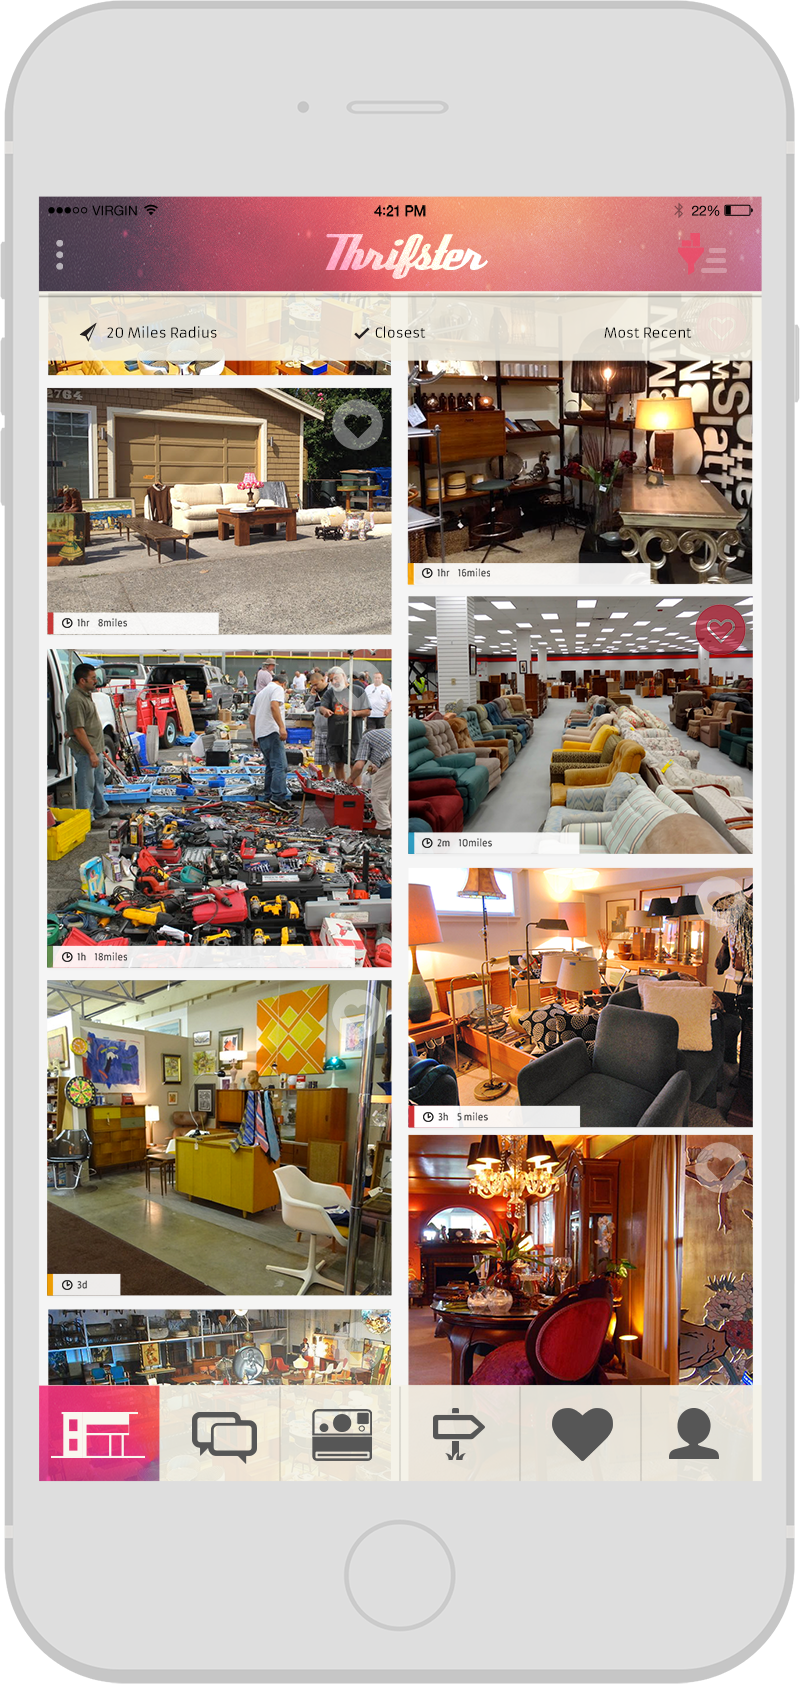 VIRGIN 4:21 PM 22%
Thrifster
20 Miles Radius Closest Most Recent
2764
1hr 8miles
1hr 16miles
2m 10miles
1h 18miles
3h 5miles
3d